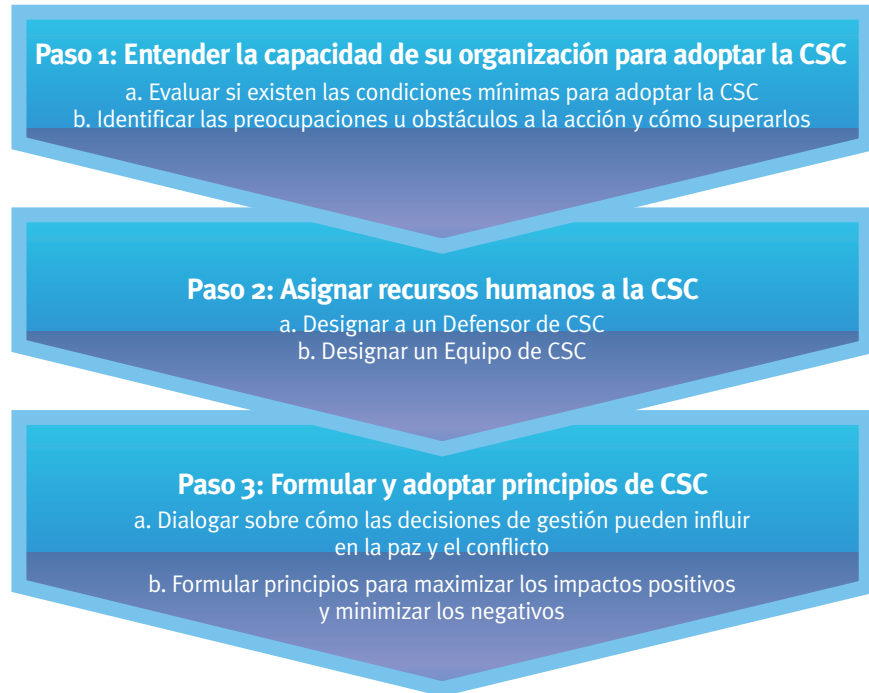 Paso 1: Entender la capacidad de su organización para adoptar la CSC
a. Evaluar si existen las condiciones mínimas para adoptar la CSC
b. Identificar las preocupaciones u obstáculos a la acción y cómo superarlos
Paso 2: Asignar recursos humanos a la CSC
a. Designar a un Defensor de CSC
b. Designar un Equipo de CSC
Paso 3: Formular y adoptar principios de CSC
a. Dialogar sobre cómo las decisiones de gestión pueden influir
en la paz y el conflicto
b. Formular principios para maximizar los impactos positivos
y minimizar los negativos